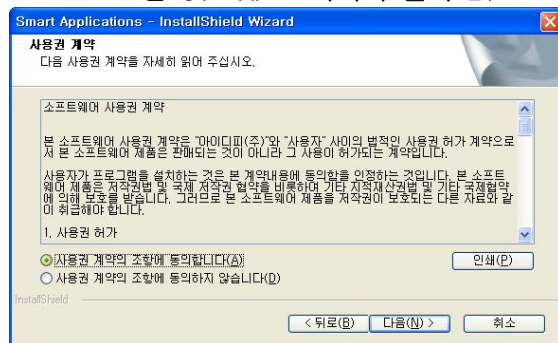 Smart Applications - InstallShield Wizard
사용권 계약
다음 사용권 계약을 자세히 읽어 주십시오.
소프트웨어 사용권 계약
본 소프트웨어 사용권 계약은 "아이디피(주)"와 "사용자" 사이의 법적인 사용권 허가 계약으로
서 본 소프트웨어 제품은 판매되는 것이 아니라 그 사용이 허가되는 계약입니다.
사용자가 프로그램을 설치하는 것은 본 계약내용에 동의함을 인정하는 것입니다. 본 소프트
웨어 제품은 저작권법 및 국제 저작권 협약을 비롯하여 기타 지적재산권법 및 기타 국제협약
에 의해 보호를 받습니다. 그러므로 본 소프트웨어 제품을 저작권이 보호되는 다른 자료와 같
이 취급해야 합니다.
1. 사용권 허가
사용권 계약의 조항에 동의합니다(A)
인쇄(P)
사용권 계약의 조항에 동의하지 않습니다(D)
InstallShield
< 뒤로(B) 다음(N) > 취소